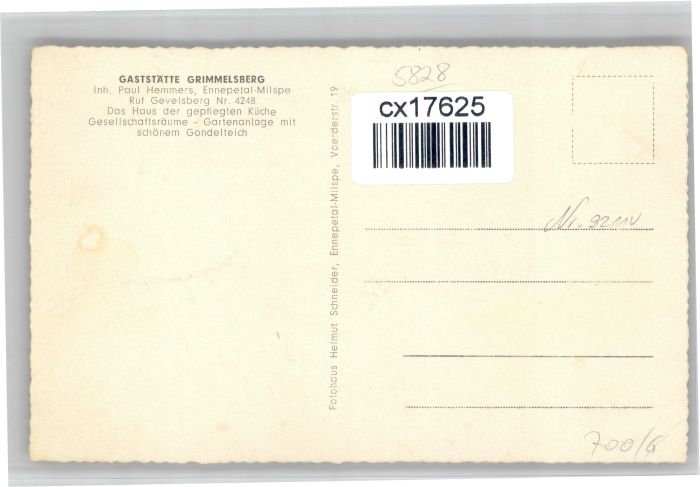 GASTSTÄTTE GRIMMELSBERG
Inh. Paul Hemmers, Ennepetal-Milspe
Ruf Gevelsberg Nr. 4248
Das Haus der gepflegten Küche
Gesellschaftsräume - Gartenanlage mit
schönem Gondelteich
Fotohaus Helmut Schneider, Ennepetal-Milspe, Voerderstr. 19
5828
cx17625
Nr.
700/6